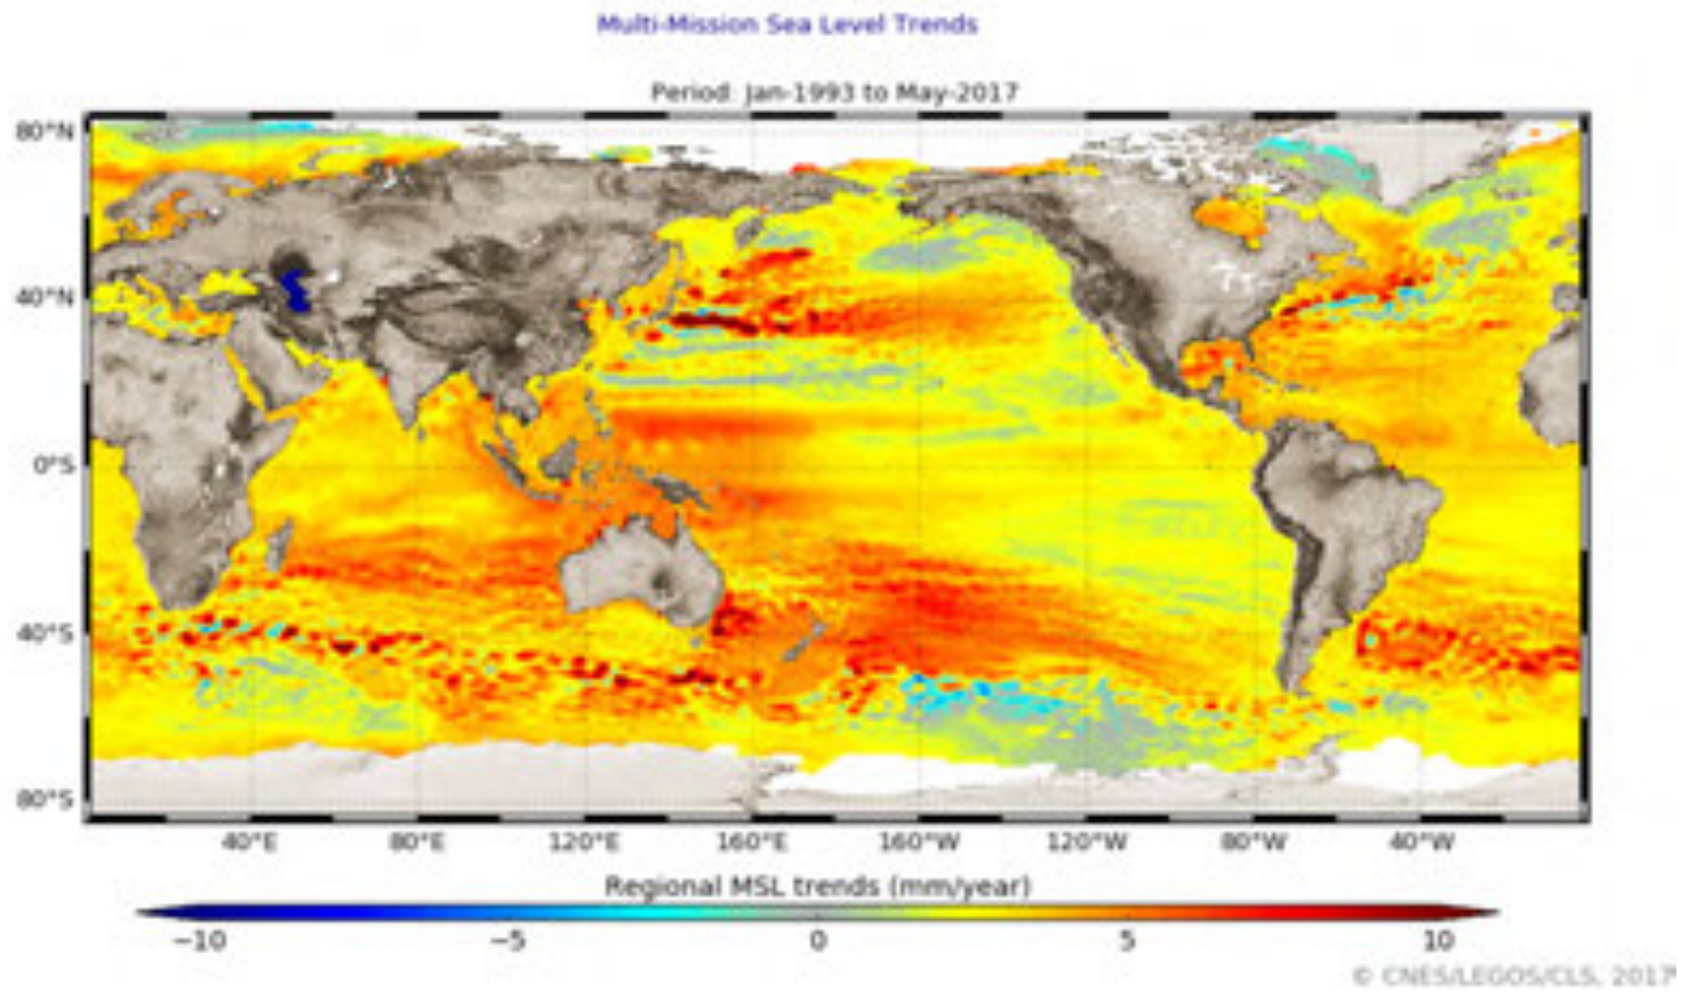 Multi-Mission Sea Level Trends
Period: Jan-1993 to May-2017
80°N
40°N
0°S
40°S
80°S
40°E 80°E 120°E 160°E 160°W 120°W 80°W 40°W
Regional MSL trends (mm/year)
−10 −5 0 5 10
© CNES/LEGOS/CLS, 2017